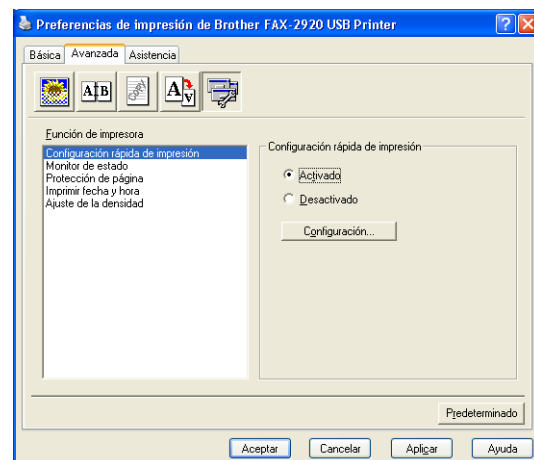 Preferencias de impresión de Brother FAX-2920 USB Printer
Básica Avanzada Asistencia
A B
A A
Función de impresora
Configuración rápida de impresión
Monitor de estado
Protección de página
Imprimir fecha y hora
Ajuste de la densidad
Configuración rápida de impresión
Activado
Desactivado
Configuración...
Predeterminado
Aceptar Cancelar Aplicar Ayuda